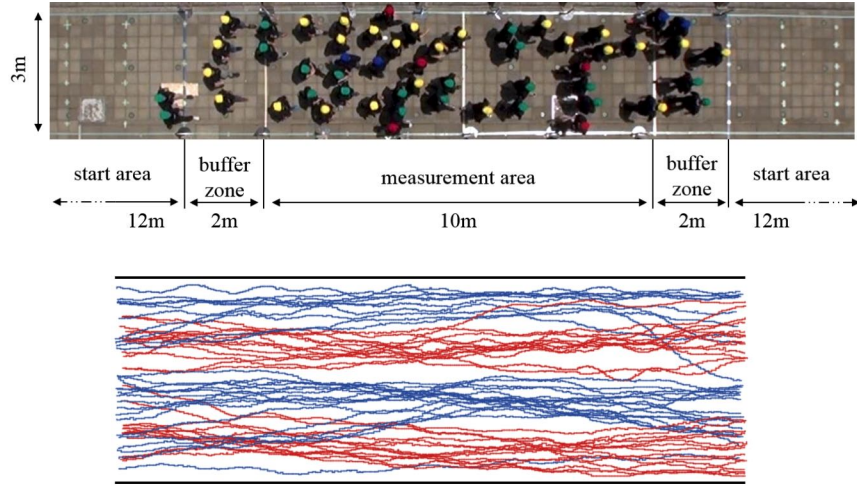 3m
start area
buffer
zone
measurement area
buffer
zone
start area
12m
2m
10m
2m
12m